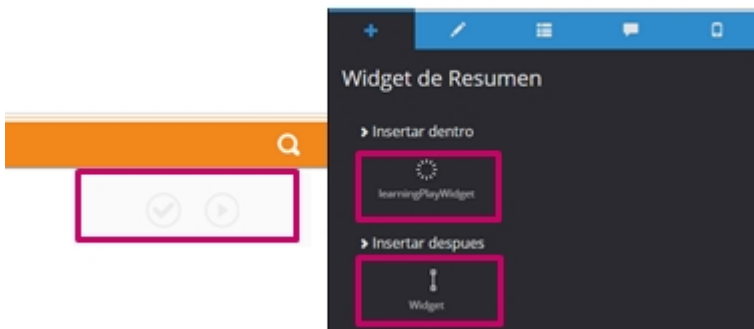 Widget de Resumen
Insertar dentro
learningPlayWidget
Insertar despues
Widget